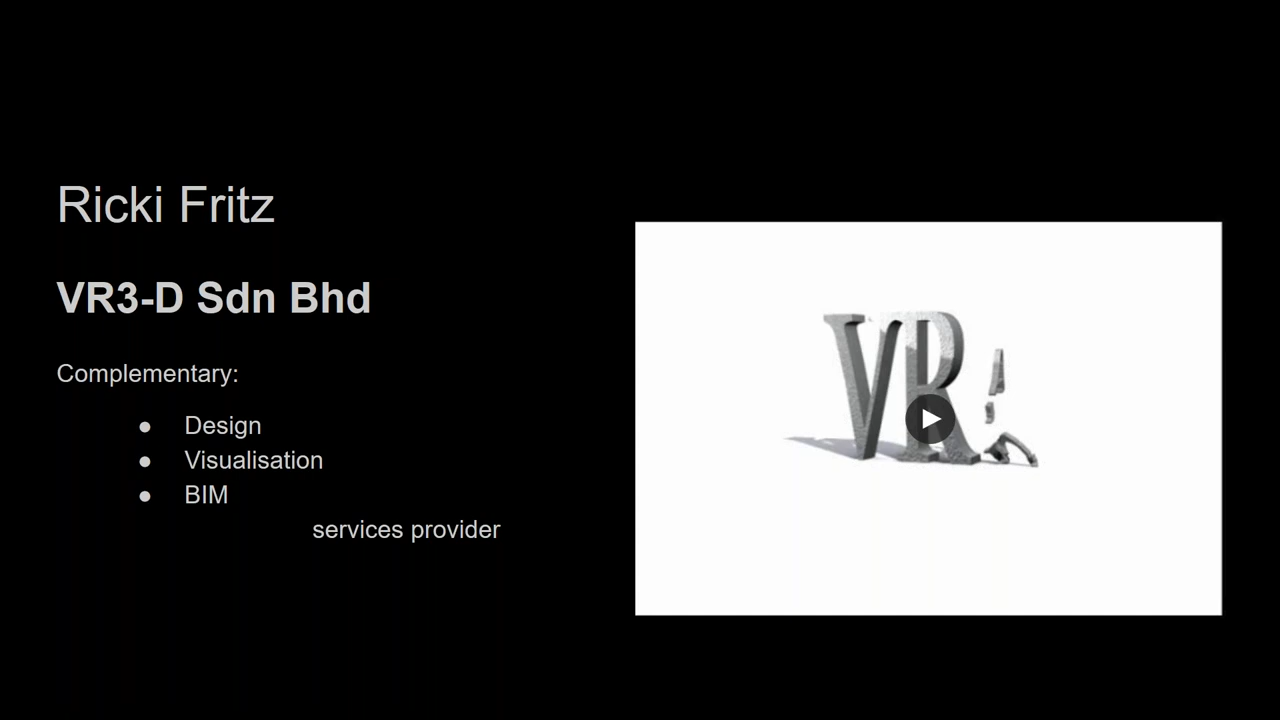 Ricki Fritz
VR3-D Sdn Bhd
Complementary:
● Design
● Visualisation
● BIM
services provider
VR